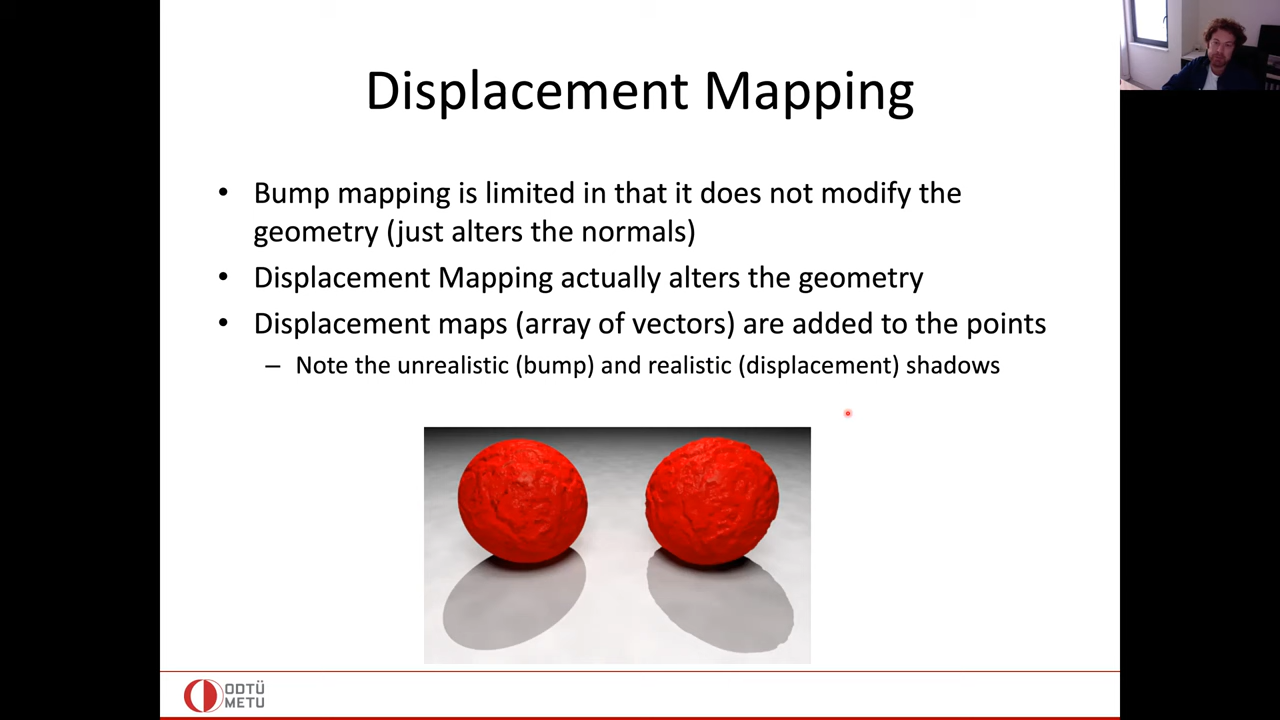 Displacement Mapping
• Bump mapping is limited in that it does not modify the
geometry (just alters the normals)
• Displacement Mapping actually alters the geometry
• Displacement maps (array of vectors) are added to the points
– Note the unrealistic (bump) and realistic (displacement) shadows
ODTÜ
METU